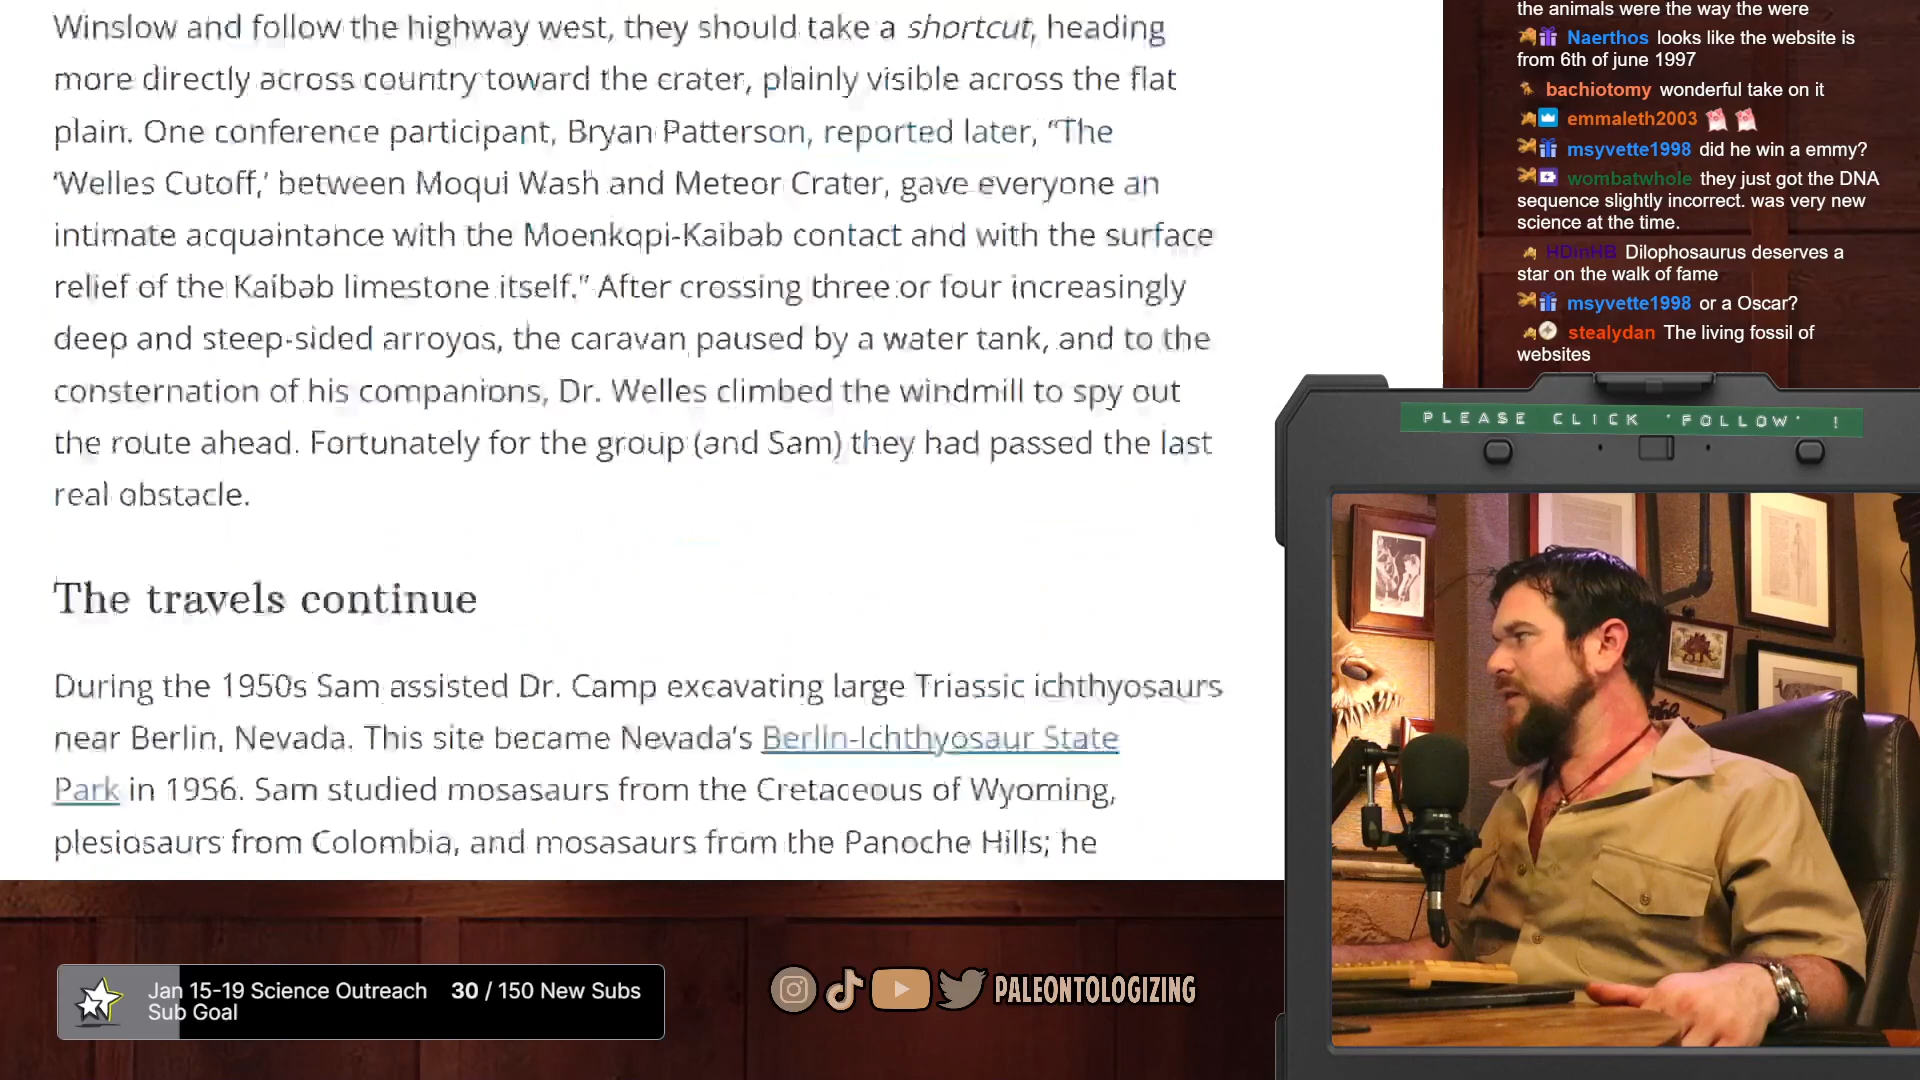 Winslow and follow the highway west, they should take a shortcut, heading
more directly across country toward the crater, plainly visible across the flat
plain. One conference participant, Bryan Patterson, reported later, “The
‘Welles Cutoff,’ between Moqui Wash and Meteor Crater, gave everyone an
intimate acquaintance with the Moenkopi-Kaibab contact and with the surface
relief of the Kaibab limestone itself.” After crossing three or four increasingly
deep and steep-sided arroyos, the caravan paused by a water tank, and to the
consternation of his companions, Dr. Welles climbed the windmill to spy out
the route ahead. Fortunately for the group (and Sam) they had passed the last
real obstacle.
The travels continue
During the 1950s Sam assisted Dr. Camp excavating large Triassic ichthyosaurs
near Berlin, Nevada. This site became Nevada’s Berlin-Ichthyosaur State
Park in 1956. Sam studied mosasaurs from the Cretaceous of Wyoming,
plesiosaurs from Colombia, and mosasaurs from the Panoche Hills; he
the animals were the way the were
Naerthos looks like the website is
from 6th of june 1997
bachiotomy wonderful take on it
emmaleth2003
msyvette1998 did he win a emmy?
wombatwhole they just got the DNA
sequence slightly incorrect. was very new
science at the time.
HDinHB Dilophosaurus deserves a
star on the walk of fame
msyvette1998 or a Oscar?
stealydan The living fossil of
websites
PLEASE CLICK 'FOLLOW' !
Jan 15-19 Science Outreach 30 / 150 New Subs
Sub Goal
PALEONTOLOGIZING